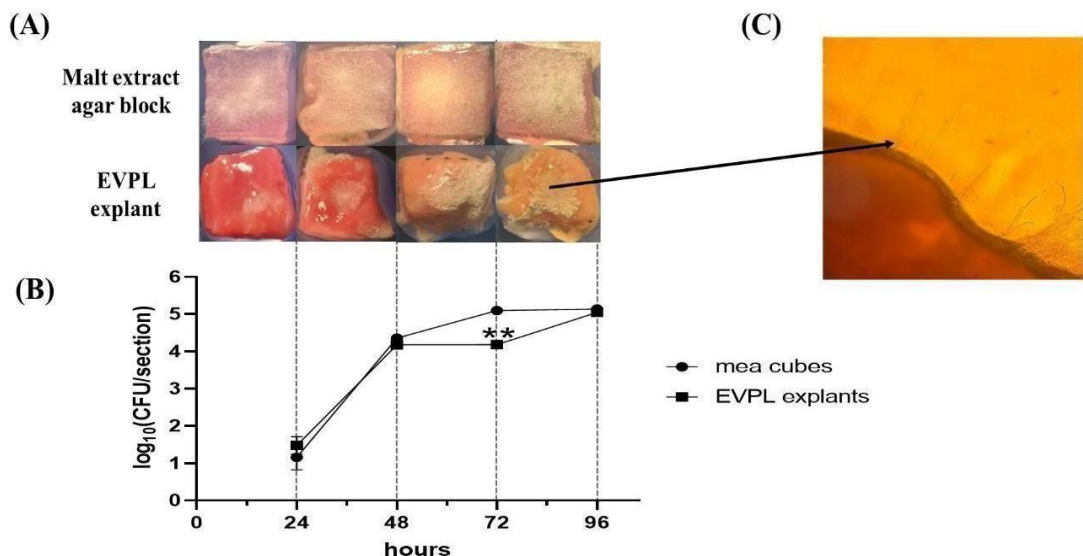 (A)
Malt extract
agar block
EVPL
explant
(C)
(B)
log10(CFU/section)
6
5
4
3
2
1
0
**
0
24
48
72
96
hours
mea cubes
EVPL explants